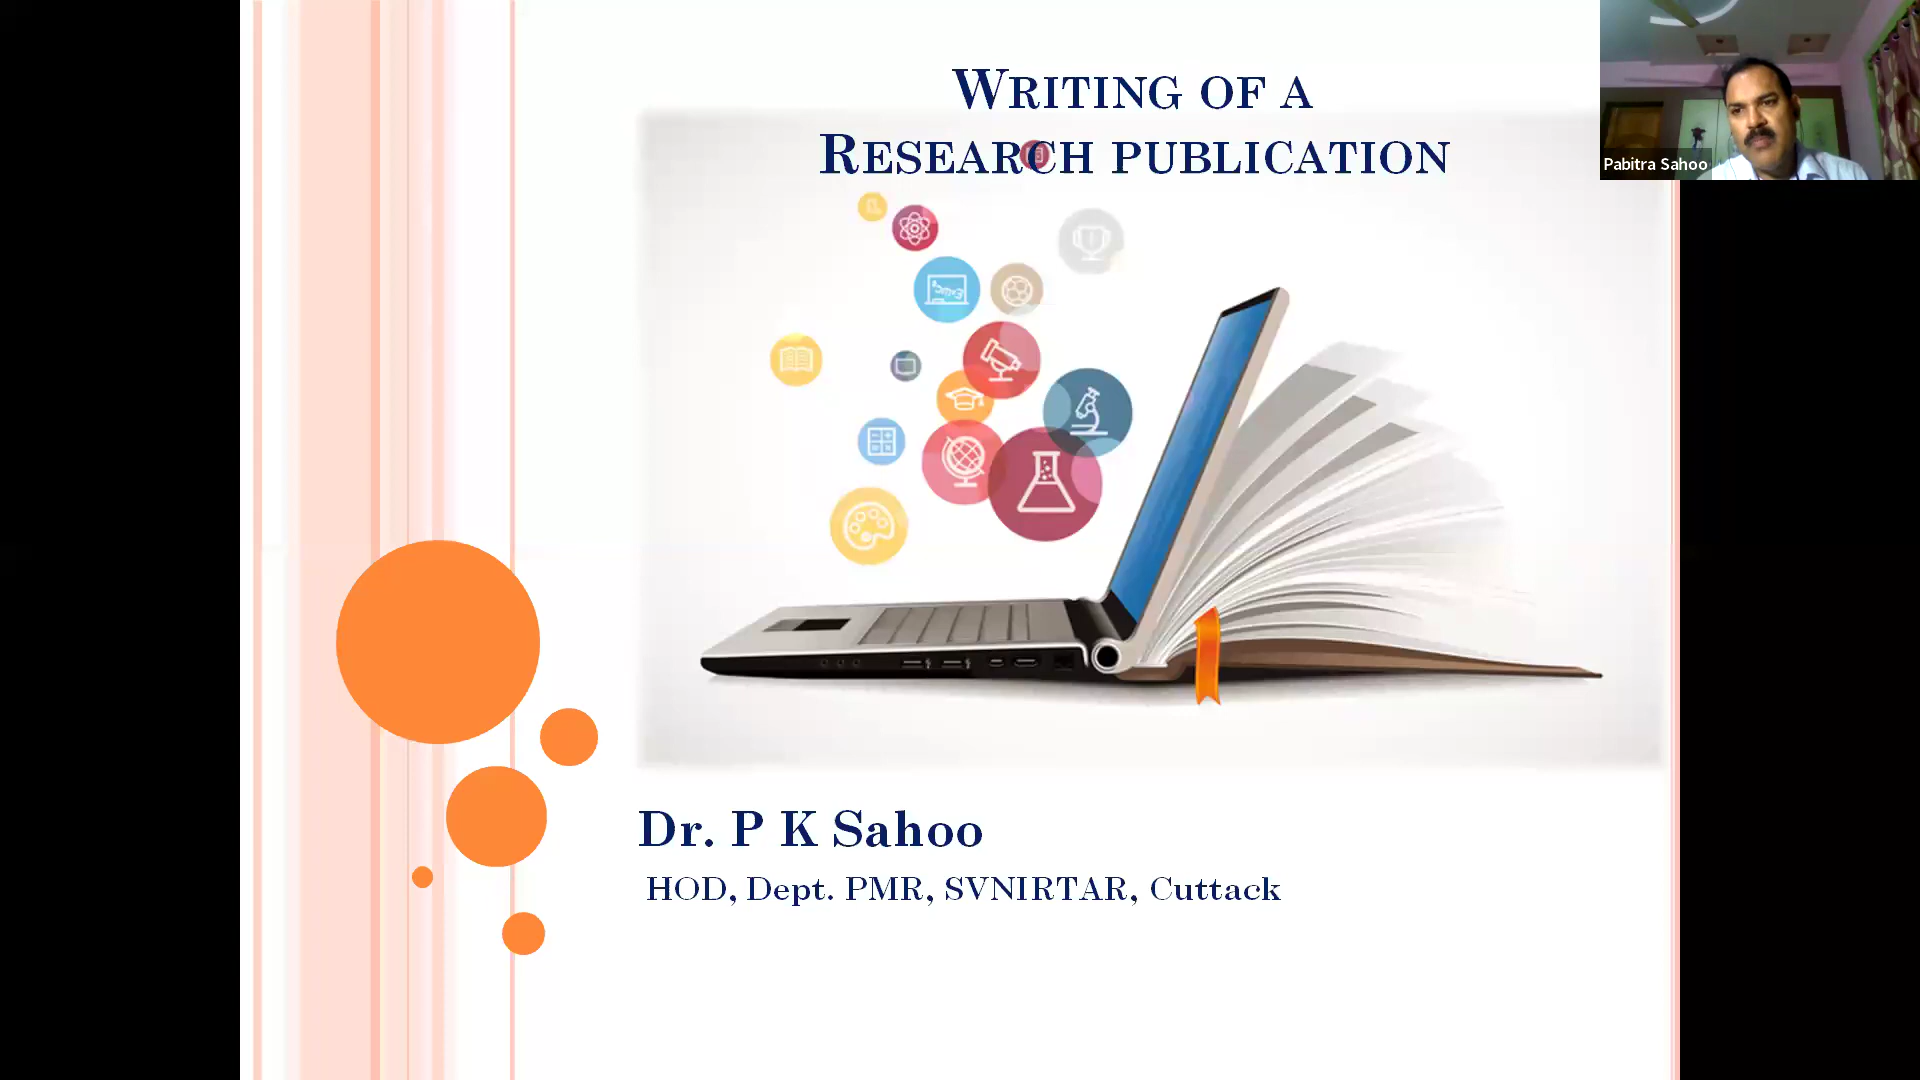 Writing of a
Research publication
Pabitra Sahoo
Dr. P K Sahoo
HOD, Dept. PMR, SVNIRTAR, Cuttack